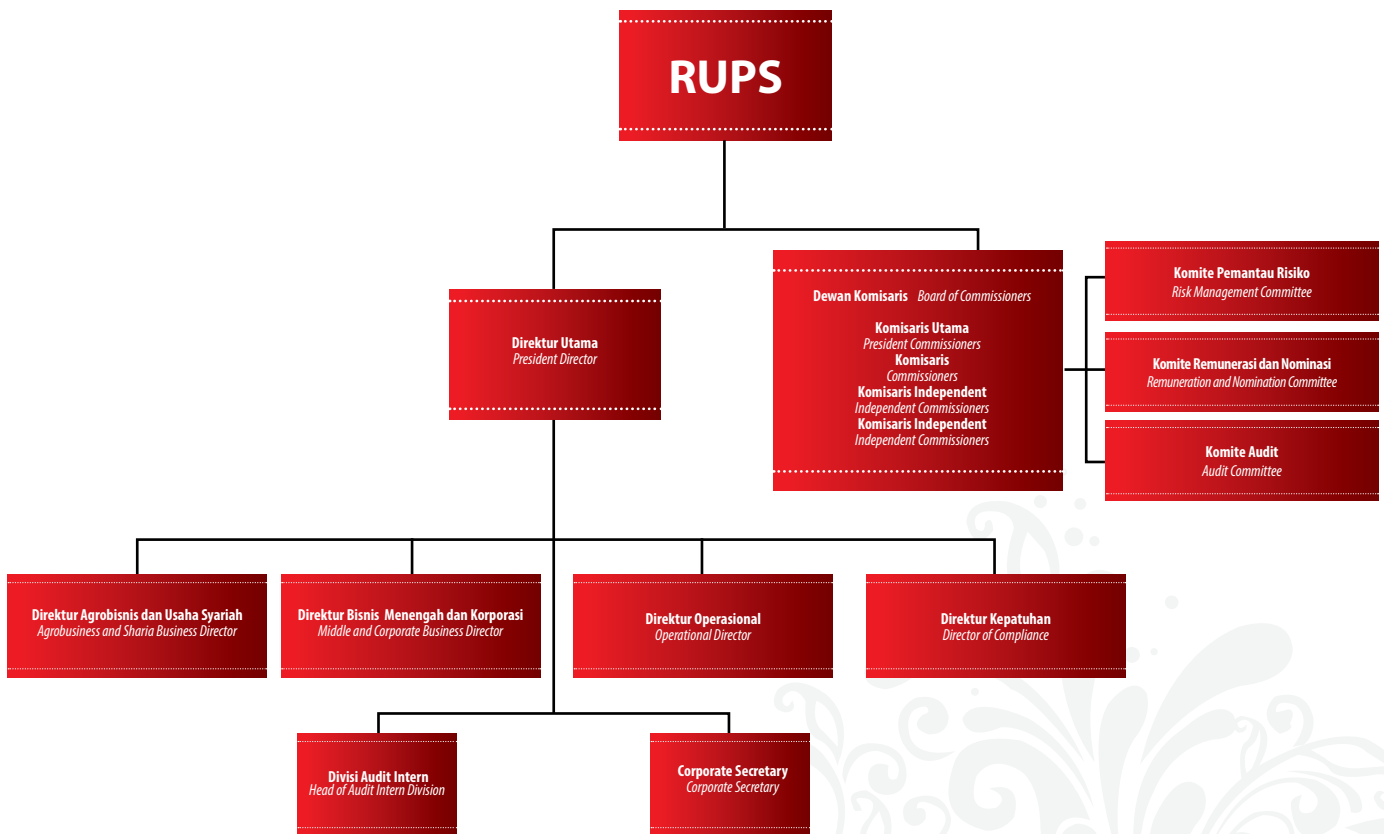 RUPS
Direktur Utama
President Director
Dewan Komisaris Board of Commissioners
Komisaris Utama
President Commissioners
Komisaris
Commissioners
Komisaris Independent
Independent Commissioners
Komisaris Independent
Independent Commissioners
Komite Pemantau Risiko
Risk Management Committee
Komite Remunerasi dan Nominasi
Remuneration and Nomination Committee
Komite Audit
Audit Committee
Direktur Agrobisnis dan Usaha Syariah
Agrobusiness and Sharia Business Director
Direktur Bisnis Menengah dan Korporasi
Middle and Corporate Business Director
Direktur Operasional
Operational Director
Direktur Kepatuhan
Director of Compliance
Divisi Audit Intern
Head of Audit Intern Division
Corporate Secretary
Corporate Secretary